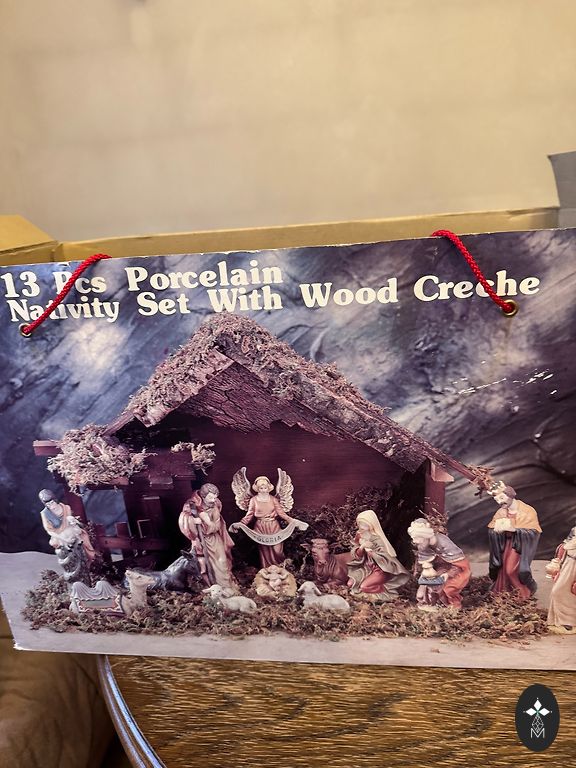 13 Pcs Porcelain
Nativity Set With Wood Creche
GLORIA
M